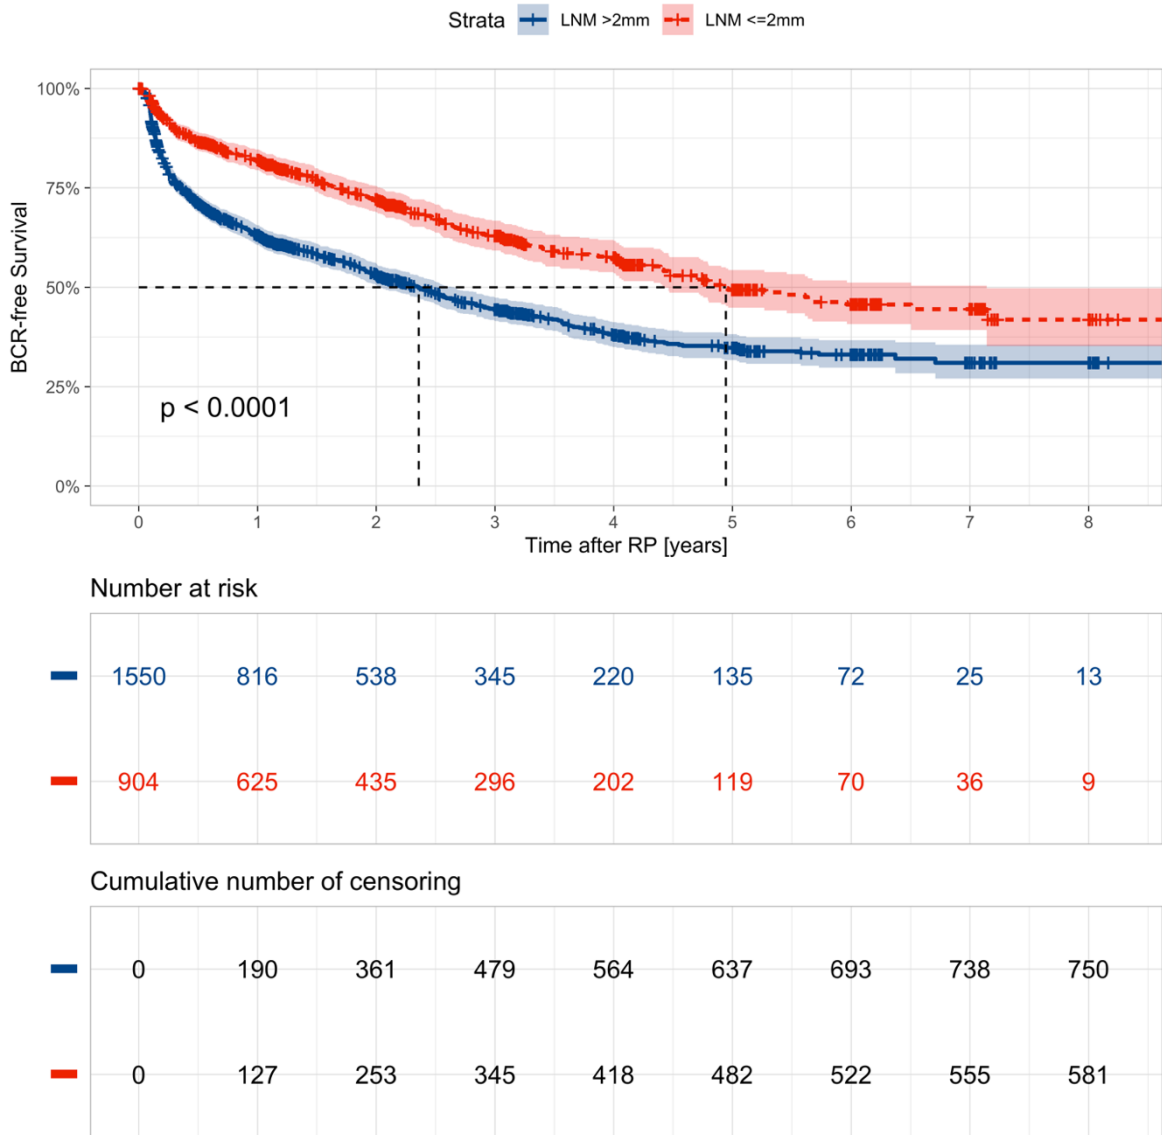 Strata LNM >2mm LNM <=2mm
100%
75%
50%
25%
0%
BCR-free Survival
p < 0.0001
0 1 2 3 4 5 6 7 8
Time after RP [years]
Number at risk
1550 816 538 345 220 135 72 25 13
904 625 435 296 202 119 70 36 9
Cumulative number of censoring
0 190 361 479 564 637 693 738 750
0 127 253 345 418 482 522 555 581